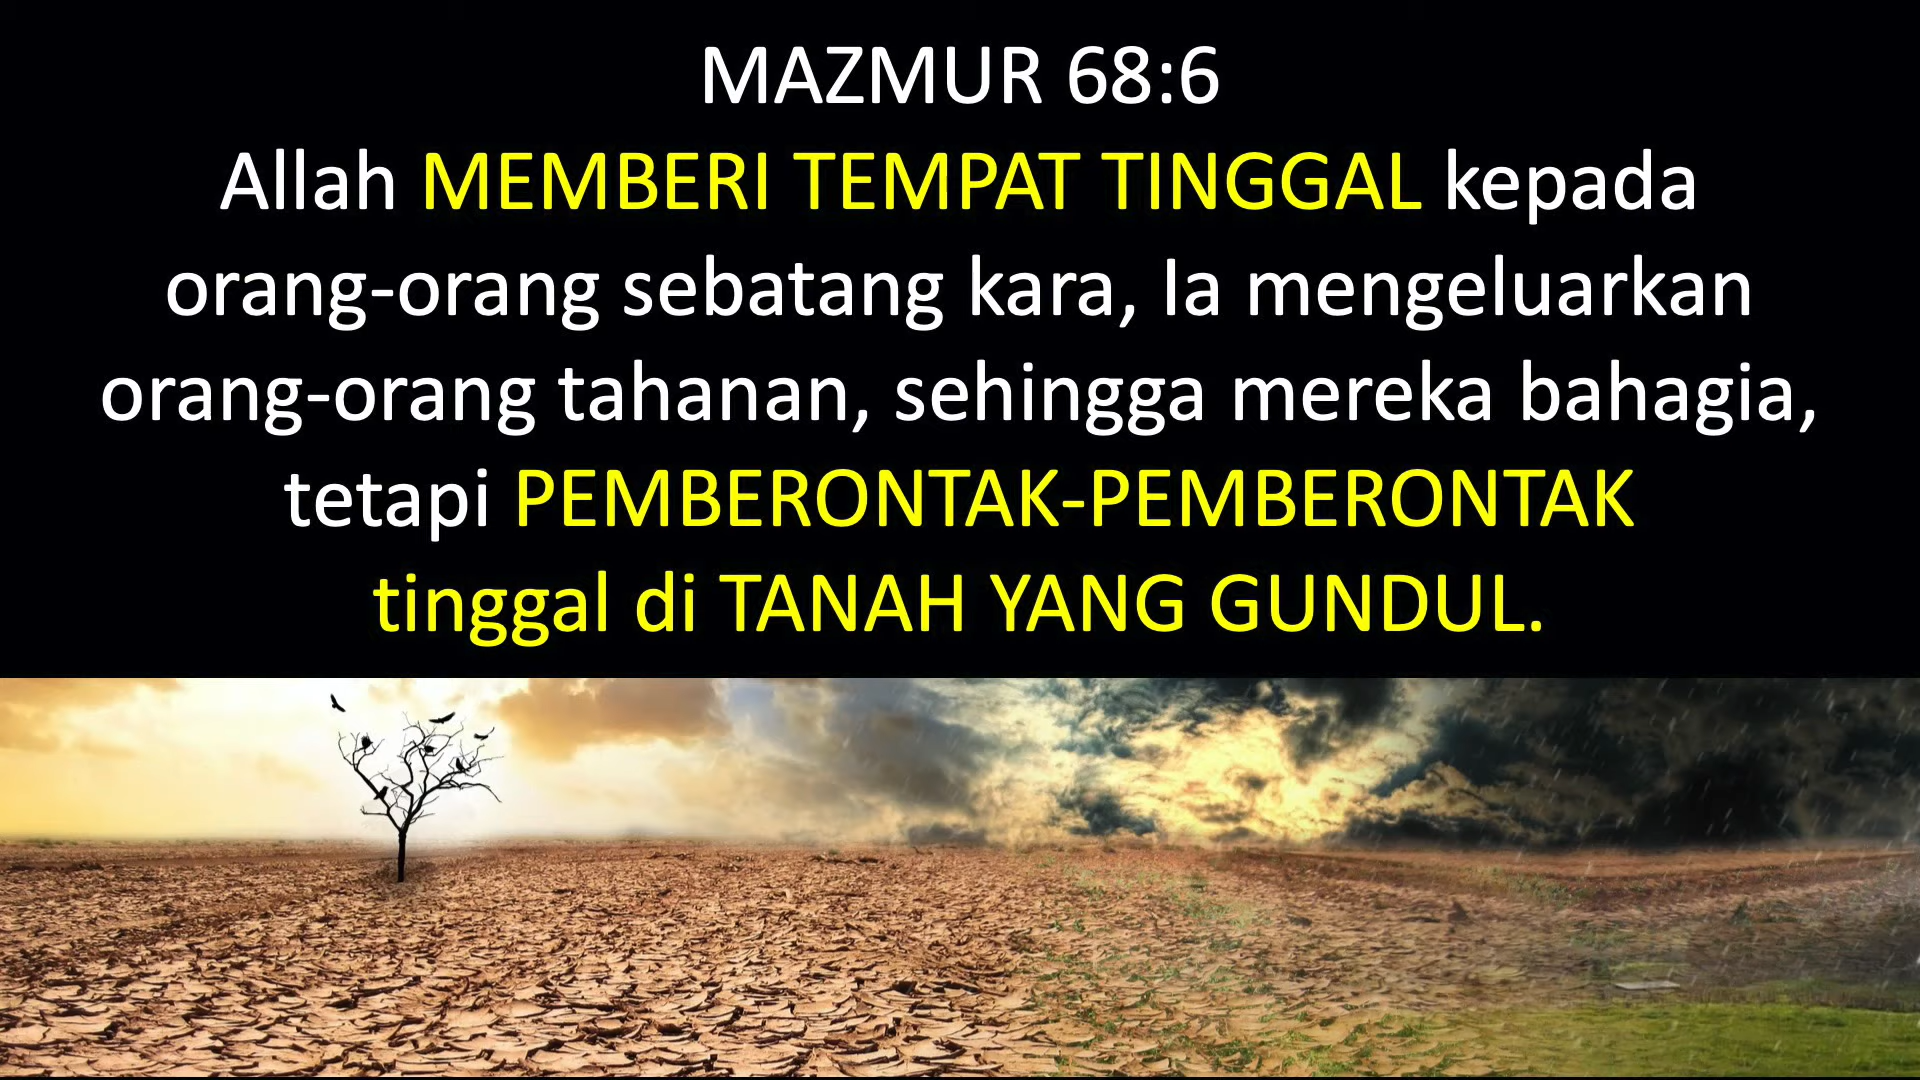 MAZMUR 68:6
Allah MEMBERI TEMPAT TINGGAL kepada
orang-orang sebatang kara, Ia mengeluarkan
orang-orang tahanan, sehingga mereka bahagia,
tetapi PEMBERONTAK-PEMBERONTAK
tinggal di TANAH YANG GUNDUL.